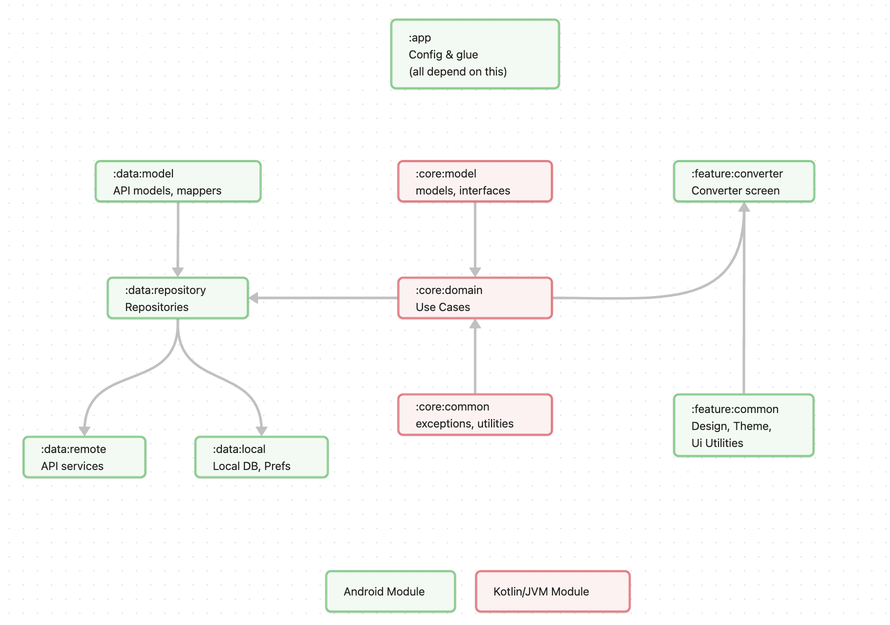 :app
Config & glue
(all depend on this)
:data:model
API models, mappers
:core:model
models, interfaces
:feature:converter
Converter screen
:data:repository
Repositories
:core:domain
Use Cases
:core:common
exceptions, utilities
:feature:common
Design, Theme,
Ui Utilities
:data:remote
API services
:data:local
Local DB, Prefs
Android Module
Kotlin/JVM Module